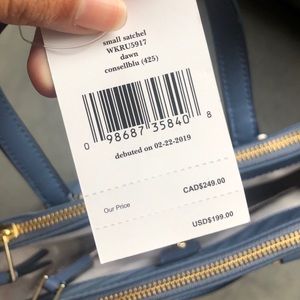 small satchel
WKRU5917
dawn
consellblu (425)
0 98687 35840 8
debuted on 02-22-2019
CAD$249.00
Our Price
USD$199.00